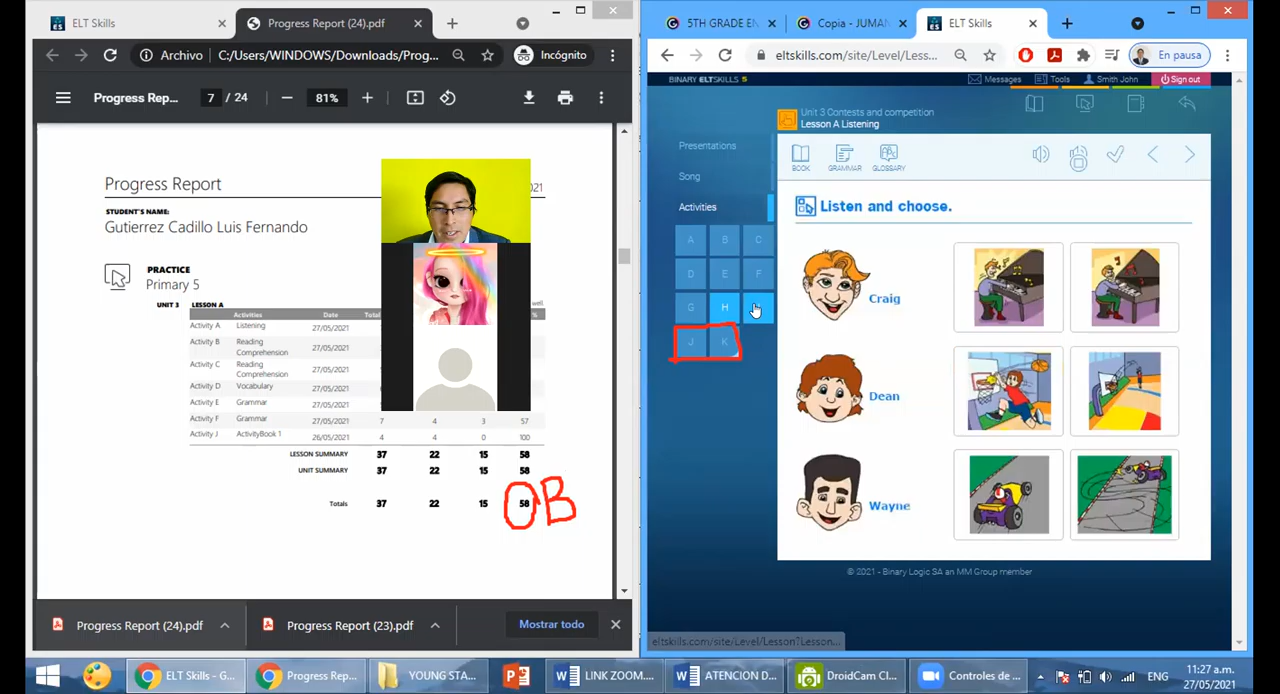 ELT Skills
Progress Report (24).pdf
Archivo
C:/Users/WINDOWS/Downloads/Prog...
Incógnito
Progress Rep...
7 / 24
81%
Progress Report
2021
STUDENT'S NAME:
Gutierrez Cadillo Luis Fernando
PRACTICE
Primary 5
UNIT 3 LESSON A
well.
Activities Date Total %
Activity A Listening 27/05/2021
Activity B Reading Comprehension 27/05/2021
Activity C Reading Comprehension 27/05/2021
Activity D Vocabulary 27/05/2021
Activity E Grammar 27/05/2021
Activity F Grammar 27/05/2021 7 4 3 57
Activity J ActivityBook 1 26/05/2021 4 4 0 100
LESSON SUMMARY 37 22 15 58
UNIT SUMMARY 37 22 15 58
Totals 37 22 15 58
B
Progress Report (24).pdf
Progress Report (23).pdf
Mostrar todo
5TH GRADE EN
Copia - JUMAN
ELT Skills
eltskills.com/site/Level/Less...
En pausa
BINARY ELTSKILLS 5
Messages
Tools
Smith John
Sign out
Unit 3 Contests and competition
Lesson A Listening
Presentations
Song
Activities
A B C
D E F
G H
J K
BOOK
GRAMMAR
GLOSSARY
Listen and choose.
Craig
Dean
Wayne
© 2021 - Binary Logic SA an MM Group member
eltskills.com/site/Level/Lesson?Lesson...
ELT Skills - G...
Progress Rep...
YOUNG STA...
LINK ZOOM....
ATENCION D...
DroidCam Cl...
Controles de ...
ENG
11:27 a.m.
27/05/2021